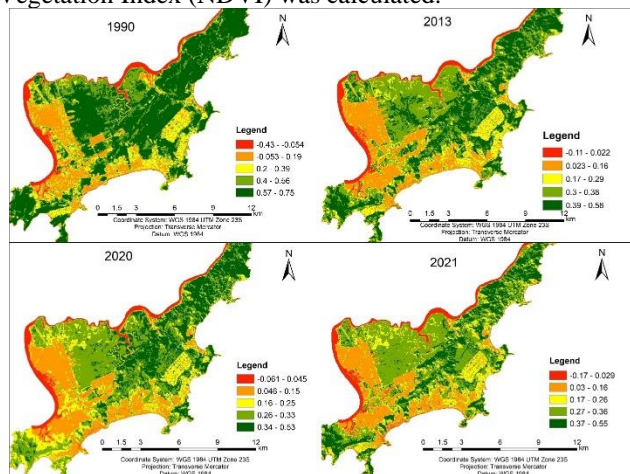 Vegetation Index (NDVI) was calculated.
1990
N
Legend
-0.43 - -0.054
-0.053 - 0.19
0.2 - 0.39
0.4 - 0.56
0.57 - 0.75
0 1.5 3 6 9 12
km
Coordinate System: WGS 1984 UTM Zone 23S
Projection: Transverse Mercator
Datum: WGS 1984
2013
N
Legend
-0.11 - 0.022
0.023 - 0.16
0.17 - 0.29
0.3 - 0.38
0.39 - 0.58
0 1.5 3 6 9 12
km
Coordinate System: WGS 1984 UTM Zone 23S
Projection: Transverse Mercator
Datum: WGS 1984
2020
N
Legend
-0.061 - 0.045
0.046 - 0.15
0.16 - 0.25
0.26 - 0.33
0.34 - 0.53
0 1.5 3 6 9 12
km
Coordinate System: WGS 1984 UTM Zone 23S
Projection: Transverse Mercator
Datum: WGS 1984
2021
N
Legend
-0.17 - 0.029
0.03 - 0.16
0.17 - 0.26
0.27 - 0.36
0.37 - 0.55
0 1.5 3 6 9 12
km
Coordinate System: WGS 1984 UTM Zone 23S
Projection: Transverse Mercator
Datum: WGS 1984